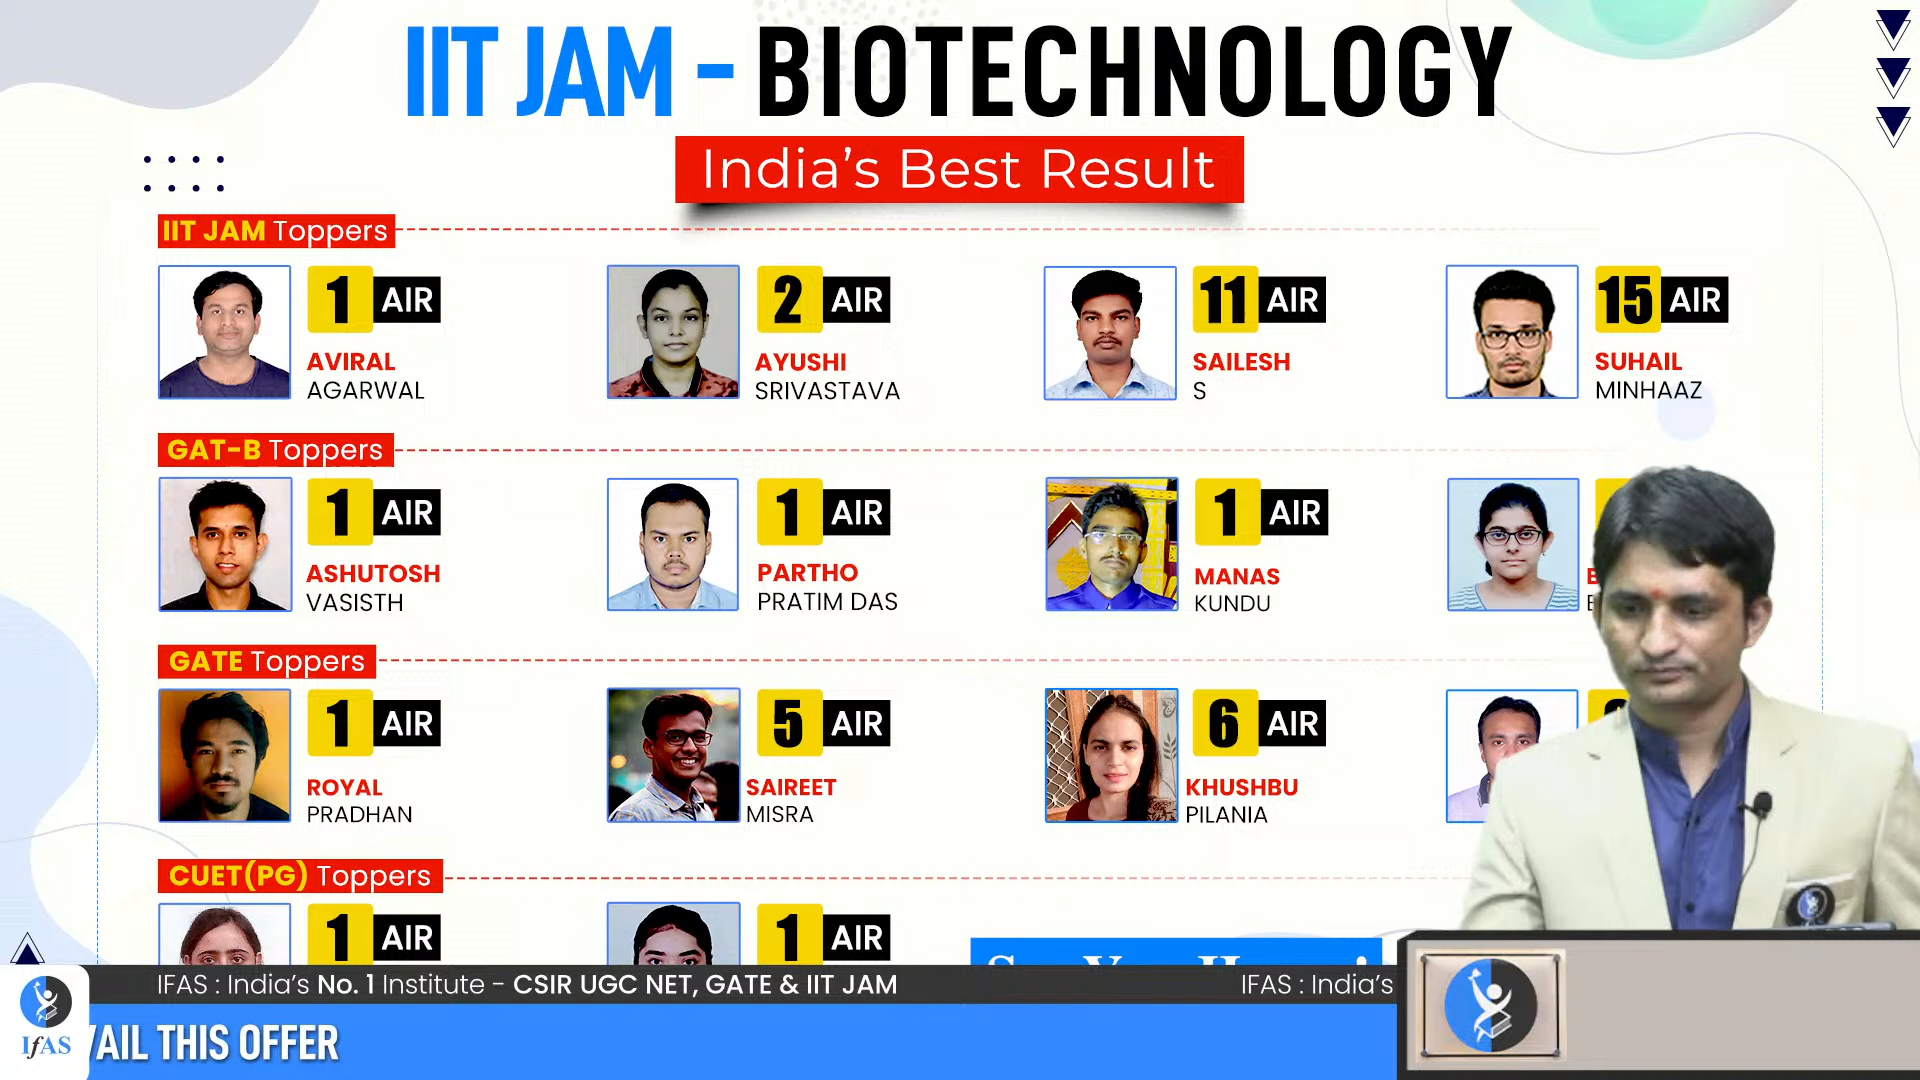 IIT JAM - BIOTECHNOLOGY
India's Best Result
IIT JAM Toppers
1 AIR
AVIRAL
AGARWAL
2 AIR
AYUSHI
SRIVASTAVA
11 AIR
SAILESH
S
15 AIR
SUHAIL
MINHAAZ
GAT-B Toppers
1 AIR
ASHUTOSH
VASISTH
1 AIR
PARTHO
PRATIM DAS
1 AIR
MANAS
KUNDU
GATE Toppers
1 AIR
ROYAL
PRADHAN
5 AIR
SAIREET
MISRA
6 AIR
KHUSHBU
PILANIA
CUET(PG) Toppers
1 AIR
1 AIR
IFAS : India's No. 1 Institute - CSIR UGC NET, GATE & IIT JAM
IFAS : India's
IfAS
THIS OFFER